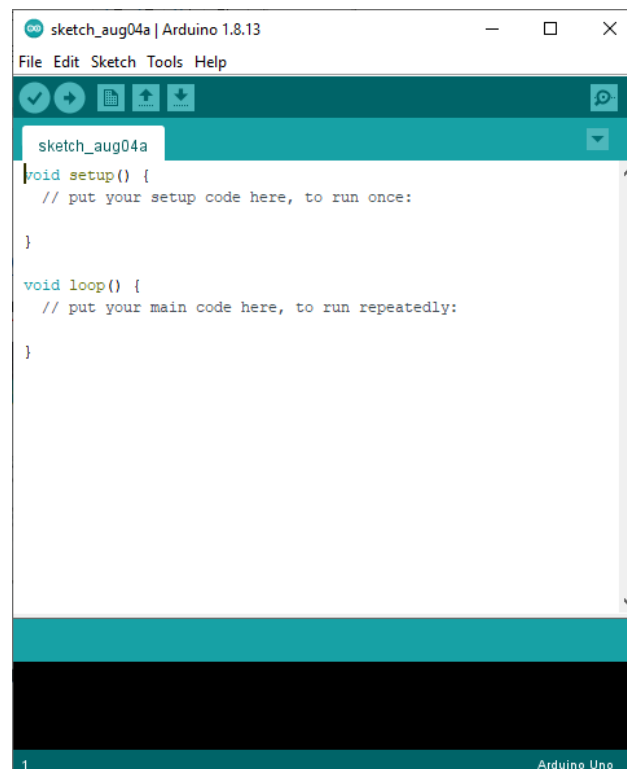 sketch_aug04a | Arduino 1.8.13
File Edit Sketch Tools Help
sketch_aug04a
void setup() {
  // put your setup code here, to run once:
}
void loop() {
  // put your main code here, to run repeatedly:
}
1 Arduino Uno